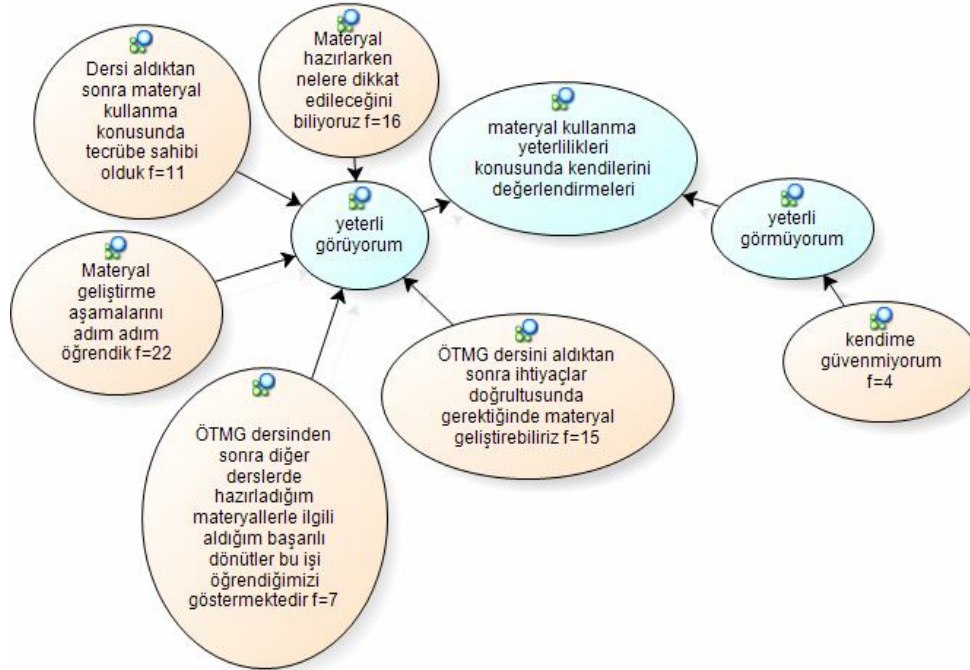 Dersi aldıktan
sonra materyal
kullanma
konusunda
tecrübe sahibi
olduk f=11
Materyal
hazırlarken
nelere dikkat
edileceğini
biliyoruz f=16
materyal kullanma
yeterlilikleri
konusunda kendilerini
değerlendirmeleri
yeterli
görüyorum
yeterli
görmüyorum
Materyal
geliştirme
aşamalarını
adım adım
öğrendik f=22
ÖTMG dersini aldıktan
sonra ihtiyaçlar
doğrultusunda
gerektiğinde materyal
geliştirebiliriz f=15
kendime
güvenmiyorum
f=4
ÖTMG dersinden
sonra diğer
derslerde
hazırladığım
materyallerle ilgili
aldığım başarılı
dönütler bu işi
öğrendiğimizi
göstermektedir f=7